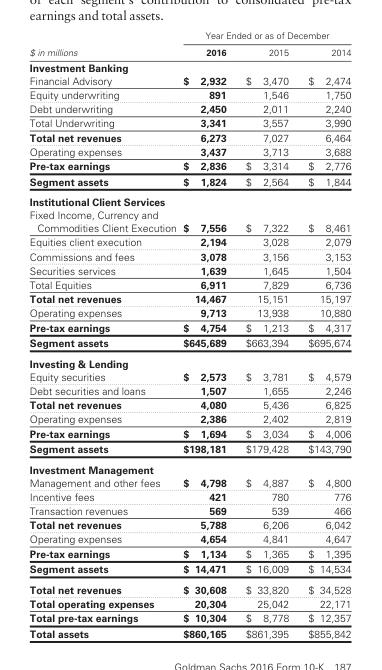 of each segment's contribution to consolidated pre-tax
earnings and total assets.
Year Ended or as of December
$ in millions 2016 2015 2014
Investment Banking
Financial Advisory $ 2,932 $ 3,470 $ 2,474
Equity underwriting 891 1,546 1,750
Debt underwriting 2,450 2,011 2,240
Total Underwriting 3,341 3,557 3,990
Total net revenues 6,273 7,027 6,464
Operating expenses 3,437 3,713 3,688
Pre-tax earnings $ 2,836 $ 3,314 $ 2,776
Segment assets $ 1,824 $ 2,564 $ 1,844
Institutional Client Services
Fixed Income, Currency and
Commodities Client Execution $ 7,556 $ 7,322 $ 8,461
Equities client execution 2,194 3,028 2,079
Commissions and fees 3,078 3,156 3,153
Securities services 1,639 1,645 1,504
Total Equities 6,911 7,829 6,736
Total net revenues 14,467 15,151 15,197
Operating expenses 9,713 13,938 10,880
Pre-tax earnings $ 4,754 $ 1,213 $ 4,317
Segment assets $645,689 $663,394 $695,674
Investing & Lending
Equity securities $ 2,573 $ 3,781 $ 4,579
Debt securities and loans 1,507 1,655 2,246
Total net revenues 4,080 5,436 6,825
Operating expenses 2,386 2,402 2,819
Pre-tax earnings $ 1,694 $ 3,034 $ 4,006
Segment assets $198,181 $179,428 $143,790
Investment Management
Management and other fees $ 4,798 $ 4,887 $ 4,800
Incentive fees 421 780 776
Transaction revenues 569 539 466
Total net revenues 5,788 6,206 6,042
Operating expenses 4,654 4,841 4,647
Pre-tax earnings $ 1,134 $ 1,365 $ 1,395
Segment assets $ 14,471 $ 16,009 $ 14,534
Total net revenues $ 30,608 $ 33,820 $ 34,528
Total operating expenses 20,304 25,042 22,171
Total pre-tax earnings $ 10,304 $ 8,778 $ 12,357
Total assets $860,165 $861,395 $855,842
Goldman Sachs 2016 Form 10-K 187